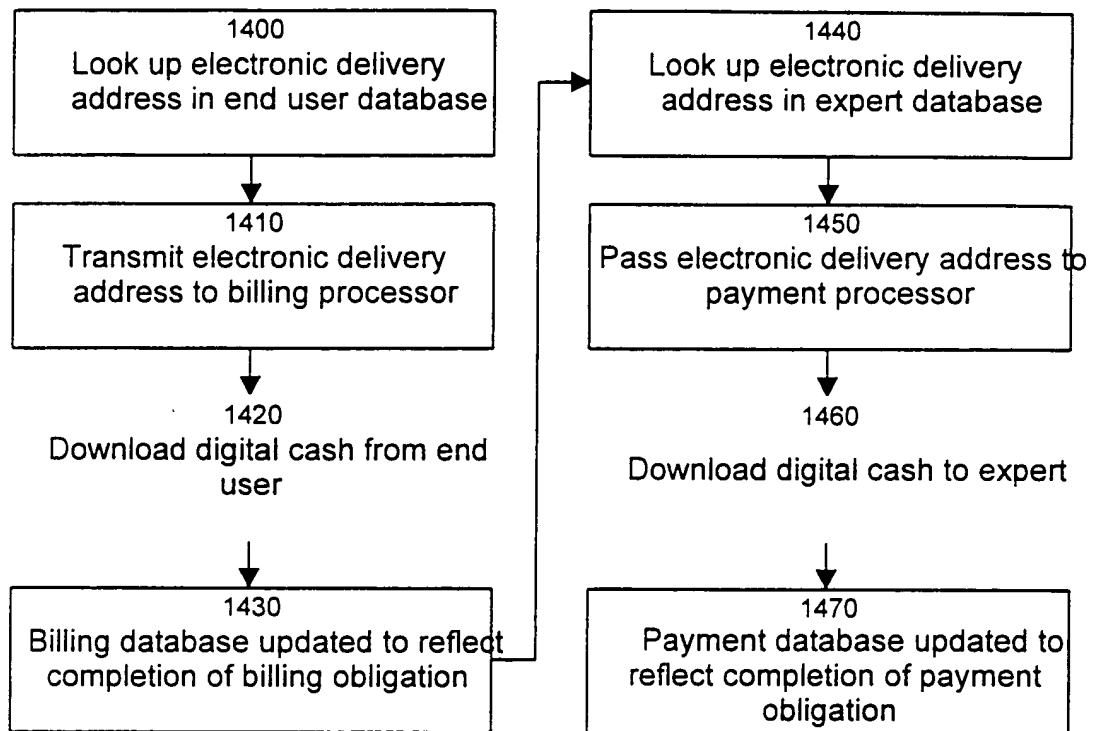 1400
Look up electronic delivery
address in end user database
1410
Transmit electronic delivery
address to billing processor
1420
Download digital cash from end
user
1430
Billing database updated to reflect
completion of billing obligation
1440
Look up electronic delivery
address in expert database
1450
Pass electronic delivery address to
payment processor
1460
Download digital cash to expert
1470
Payment database updated to
reflect completion of payment
obligation